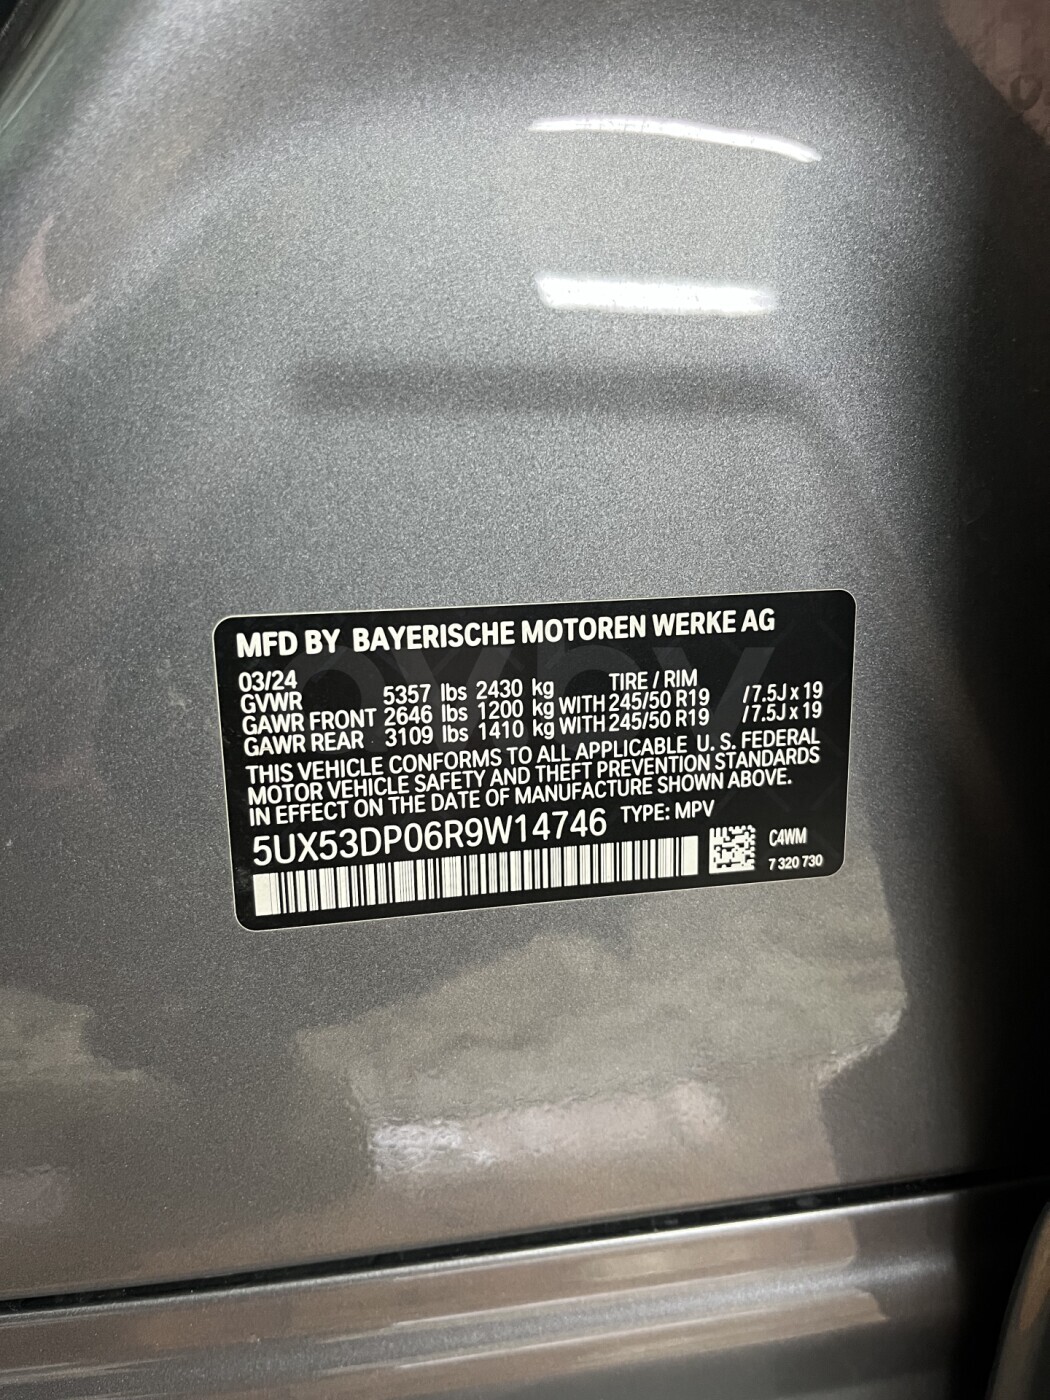 MFD BY BAYERISCHE MOTOREN WERKE AG
03/24 TIRE / RIM
GVWR 5357 lbs 2430 kg
GAWR FRONT 2646 lbs 1200 kg WITH 245/50 R19 /7.5J x 19
GAWR REAR 3109 lbs 1410 kg WITH 245/50 R19 /7.5J x 19
THIS VEHICLE CONFORMS TO ALL APPLICABLE U. S. FEDERAL
MOTOR VEHICLE SAFETY AND THEFT PREVENTION STANDARDS
IN EFFECT ON THE DATE OF MANUFACTURE SHOWN ABOVE.
5UX53DP06R9W14746 TYPE: MPV
C4WM
7 320 730